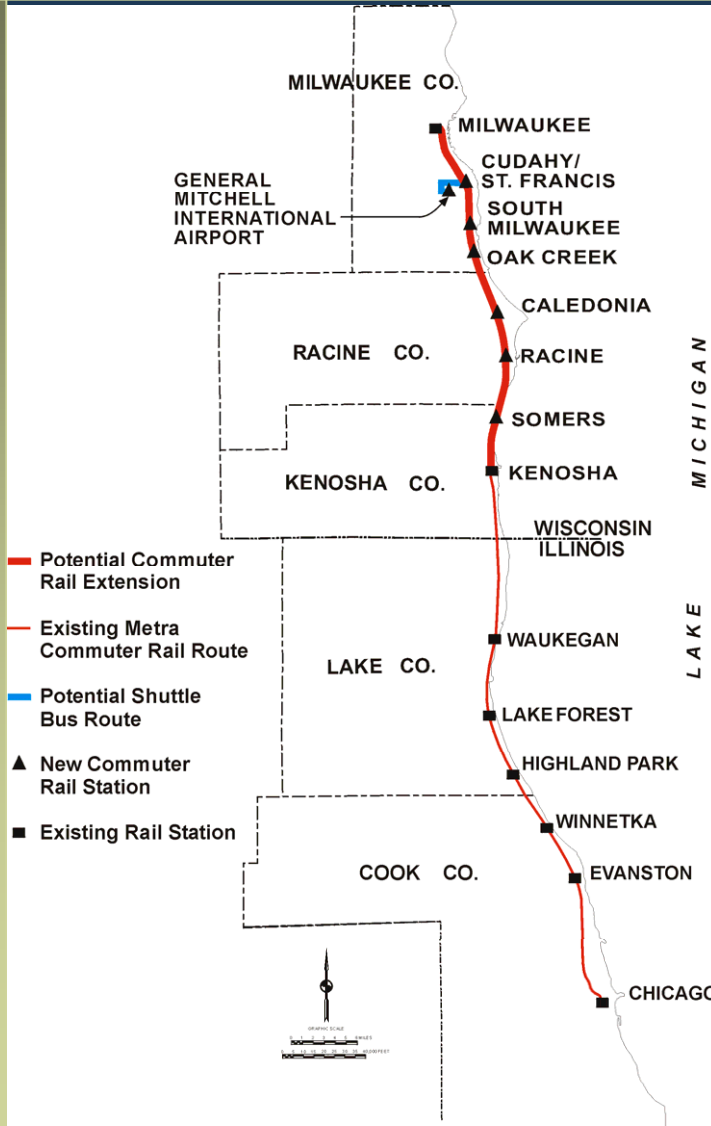 MILWAUKEE CO.
MILWAUKEE
CUDAHY/
ST. FRANCIS
GENERAL
MITCHELL
INTERNATIONAL
AIRPORT
SOUTH
MILWAUKEE
OAK CREEK
CALEDONIA
RACINE CO.
RACINE
SOMERS
KENOSHA
KENOSHA CO.
WISCONSIN
ILLINOIS
LAKE MICHIGAN
Potential Commuter
Rail Extension
Existing Metra
Commuter Rail Route
Potential Shuttle
Bus Route
New Commuter
Rail Station
Existing Rail Station
WAUKEGAN
LAKE CO.
LAKE FOREST
HIGHLAND PARK
WINNETKA
EVANSTON
COOK CO.
CHICAGO
GRAPHIC SCALE